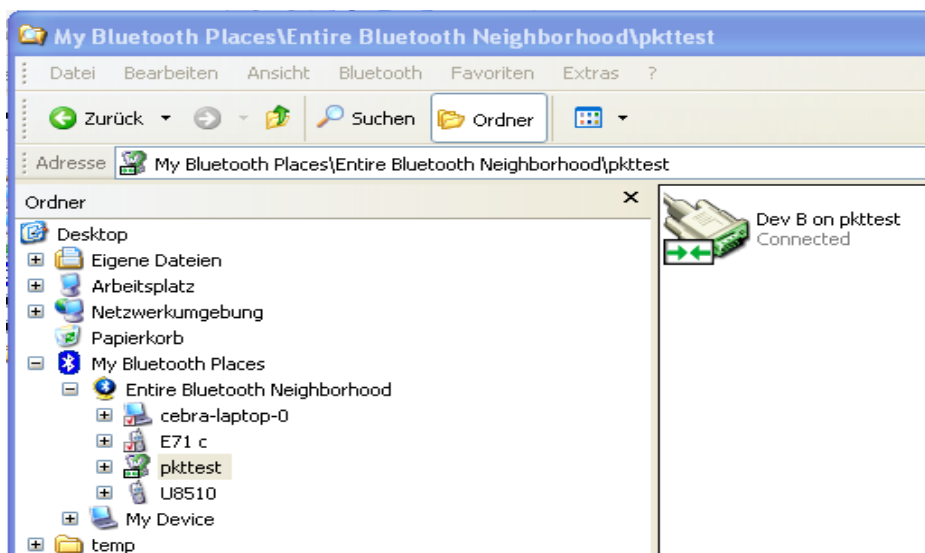 My Bluetooth Places\Entire Bluetooth Neighborhood\pkttest
Datei Bearbeiten Ansicht Bluetooth Favoriten Extras ?
Zurück Suchen Ordner
Adresse My Bluetooth Places\Entire Bluetooth Neighborhood\pkttest
Ordner
Desktop
Eigene Dateien
Arbeitsplatz
Netzwerkumgebung
Papierkorb
My Bluetooth Places
Entire Bluetooth Neighborhood
cebra-laptop-0
E71 c
pkttest
U8510
My Device
temp
Dev B on pkttest
Connected